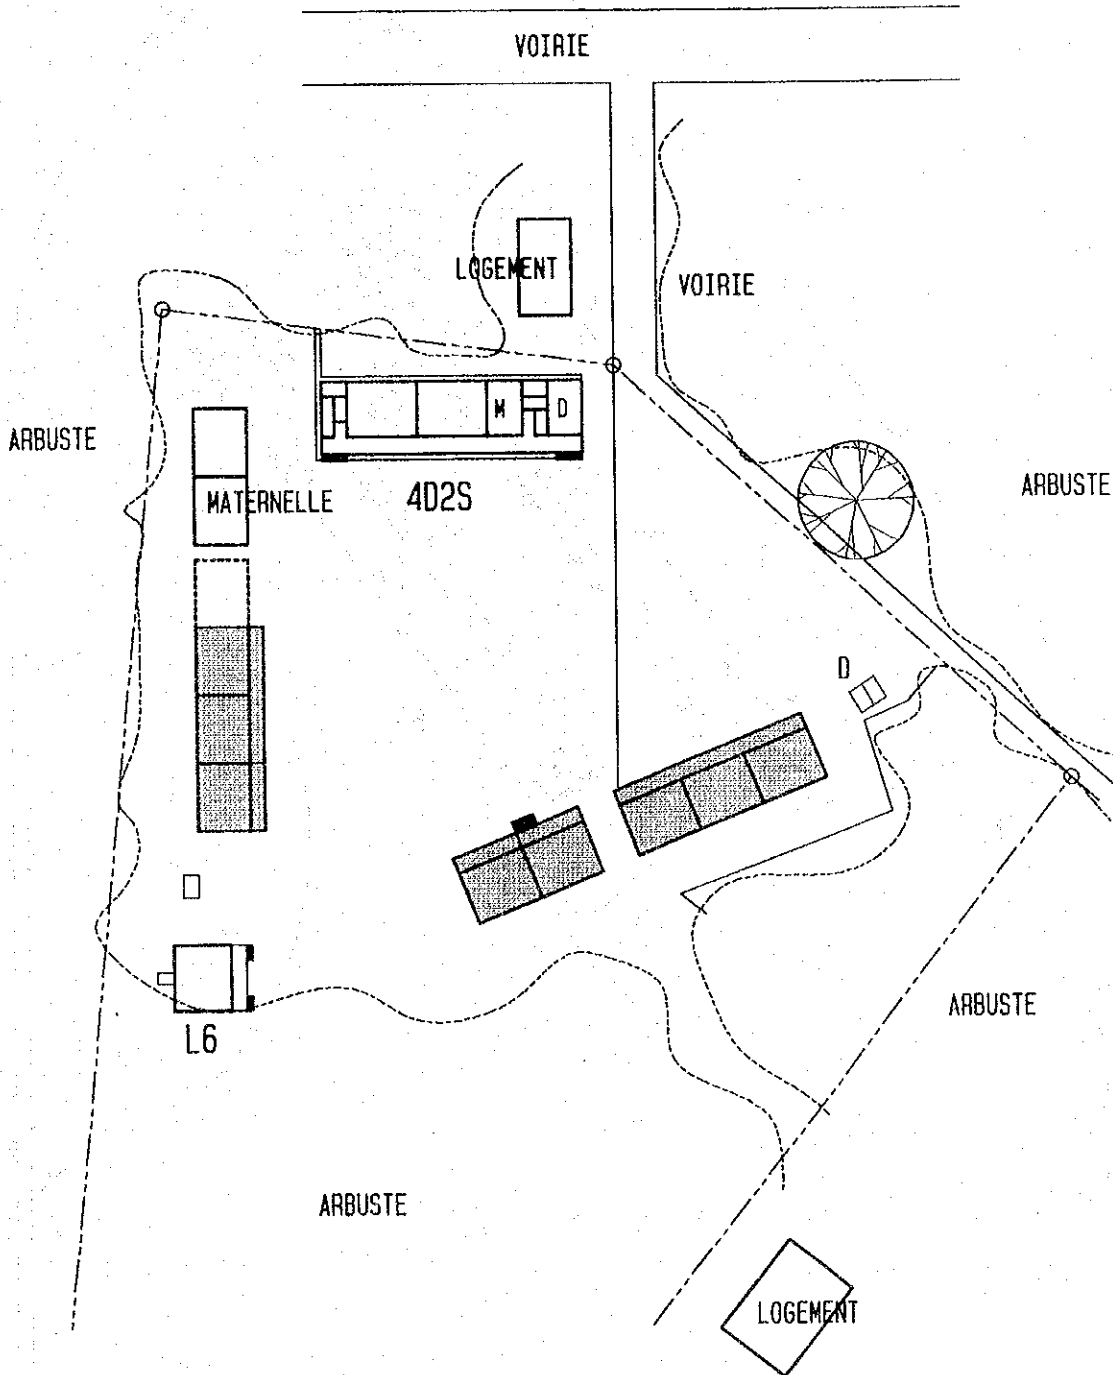 VOIRIE
LOGEMENT
VOIRIE
M
D
ARBUSTE
MATERNELLE
4D2S
ARBUSTE
D
ARBUSTE
L6
ARBUSTE
LOGEMENT